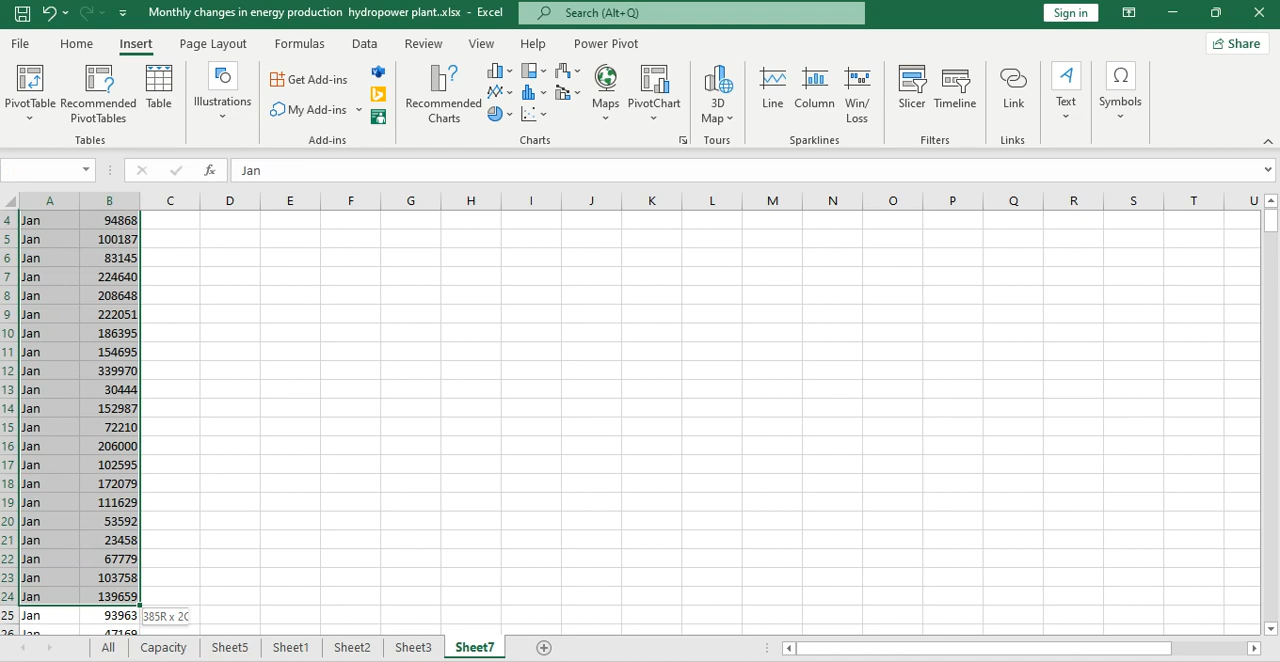 Monthly changes in energy production hydropower plant..xlsx - Excel
Search (Alt+Q)
Sign in
File Home Insert Page Layout Formulas Data Review View Help Power Pivot
Share
PivotTable
Recommended PivotTables
Table
Tables
Illustrations
Get Add-ins
My Add-ins
Add-ins
Recommended Charts
Maps
PivotChart
Charts
3D Map
Tours
Line
Column
Win/ Loss
Sparklines
Slicer
Timeline
Filters
Link
Links
Text
Symbols
fx Jan
A B C D E F G H I J K L M N O P Q R S T U
4 Jan 94868
5 Jan 100187
6 Jan 83145
7 Jan 224640
8 Jan 208648
9 Jan 222051
10 Jan 186395
11 Jan 154695
12 Jan 339970
13 Jan 30444
14 Jan 152987
15 Jan 72210
16 Jan 206000
17 Jan 102595
18 Jan 172079
19 Jan 111629
20 Jan 53592
21 Jan 23458
22 Jan 67779
23 Jan 103758
24 Jan 139659
25 Jan 93963 385R x 2C
26 Jan 47169
All Capacity Sheet5 Sheet1 Sheet2 Sheet3 Sheet7